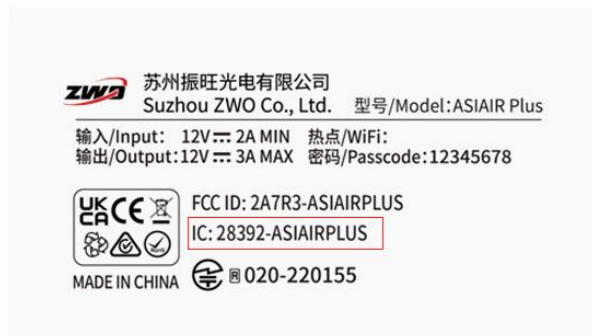 ZWO 苏州振旺光电有限公司
Suzhou ZWO Co., Ltd. 型号/Model:ASIAIR Plus
输入/Input: 12V⎓2A MIN 热点/WiFi:
输出/Output:12V⎓3A MAX 密码/Passcode:12345678
UK CA CE FCC ID: 2A7R3-ASIAIRPLUS
IC: 28392-ASIAIRPLUS
MADE IN CHINA R 020-220155